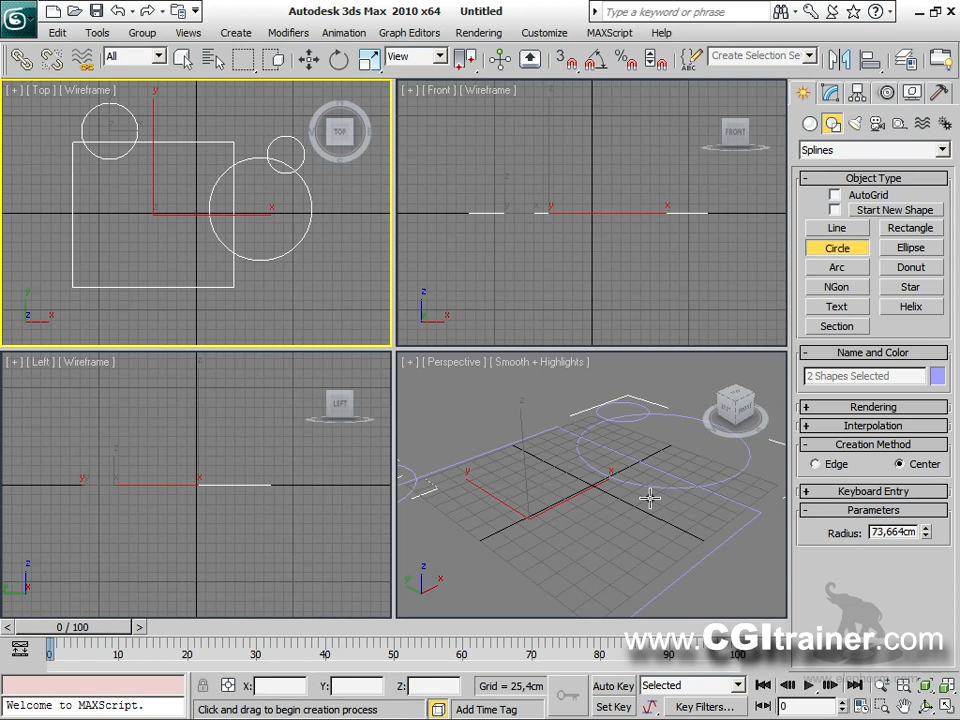 Autodesk 3ds Max 2010 x64 Untitled
Type a keyword or phrase
Edit Tools Group Views Create Modifiers Animation Graph Editors Rendering Customize MAXScript Help
All View 3 Create Selection Se
[ + ] [ Top ] [ Wireframe ]
TOP
[ + ] [ Front ] [ Wireframe ]
FRONT
[ + ] [ Left ] [ Wireframe ]
LEFT
[ + ] [ Perspective ] [ Smooth + Highlights ]
Splines
Object Type
AutoGrid
Start New Shape
Line Rectangle
Circle Ellipse
Arc Donut
NGon Star
Text Helix
Section
Name and Color
2 Shapes Selected
Rendering
Interpolation
Creation Method
Edge Center
Keyboard Entry
Parameters
Radius: 73,664cm
0 / 100
0 10 20 30 40 50 60 70 80 90 100
www.CGItrainer.com
X: Y: Z: Grid = 25,4cm Auto Key Selected
Welcome to MAXScript.
Click and drag to begin creation process Add Time Tag Set Key Key Filters... 0